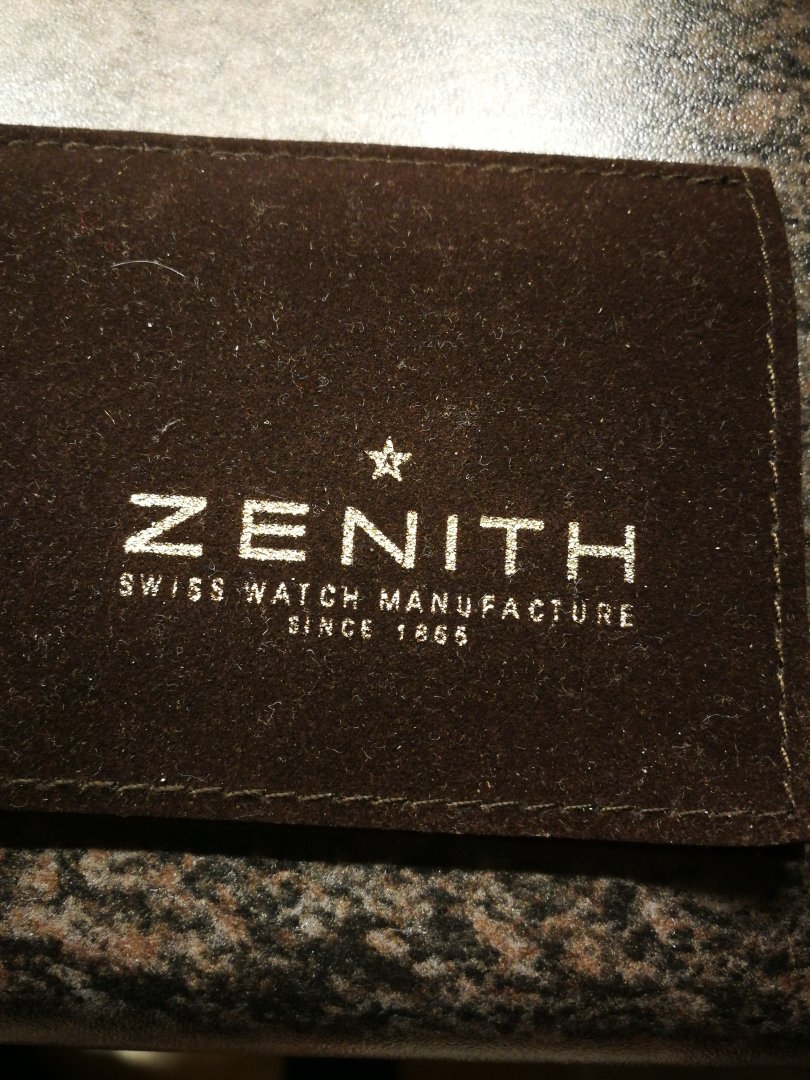 ZENITH
SWISS WATCH MANUFACTURE
SINCE 1865